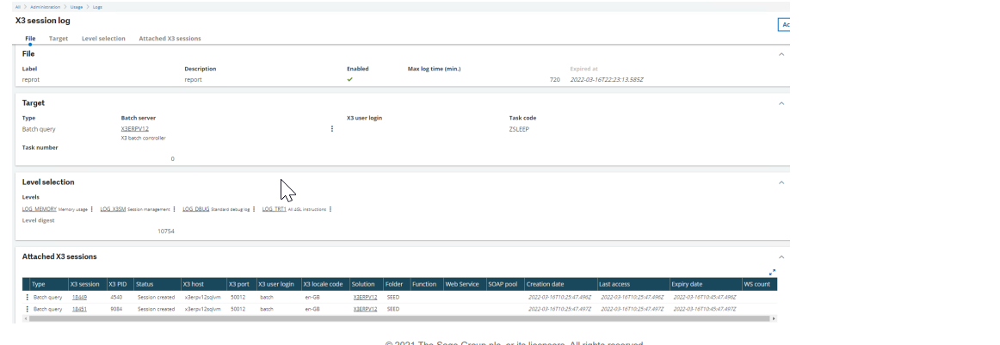 All > Administration > Usage > Logs
X3 session log
Ac
File Target Level selection Attached X3 sessions
File
Label Description Enabled Max log time (min.) Expired at
reprot report 720 2022-03-16T22:23:13.585Z
Target
Type Batch server X3 user login Task code
Batch query X3ERPV12 ZSLEEP
X3 batch controller
Task number
0
Level selection
Levels
LOG_MEMORY Memory usage LOG_X3SM Session management LOG_DBUG Standard debug log LOG_TRT1 All 4GL instructions
Level digest
10754
Attached X3 sessions
Type X3 session X3 PID Status X3 host X3 port X3 user login X3 locale code Solution Folder Function Web Service SOAP pool Creation date Last access Expiry date WS count
Batch query 18449 4540 Session created x3erpv12sqlvm 50012 batch en-GB X3ERPV12 SEED 2022-03-16T10:25:47.496Z 2022-03-16T10:25:47.496Z 2022-03-16T10:45:47.496Z
Batch query 18451 9084 Session created x3erpv12sqlvm 50012 batch en-GB X3ERPV12 SEED 2022-03-16T10:25:47.497Z 2022-03-16T10:25:47.497Z 2022-03-16T10:45:47.497Z
© 2021 The Sage Group plc, or its licensors. All rights reserved.